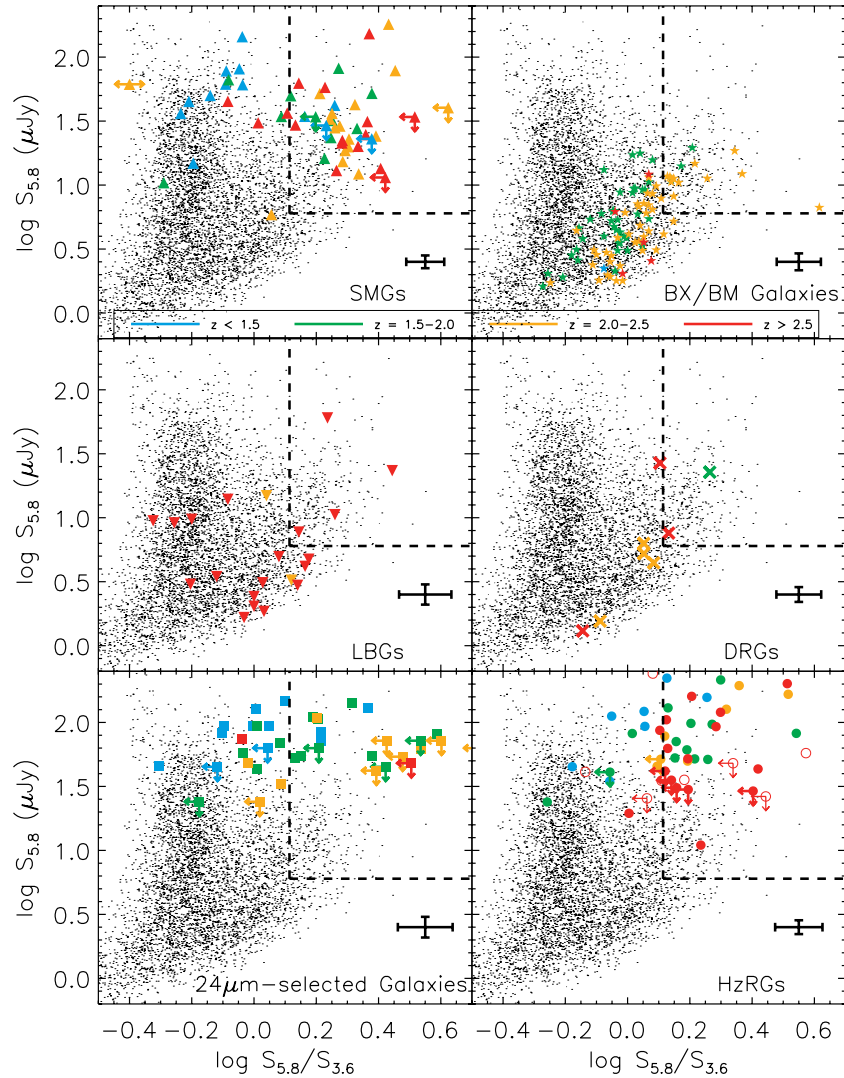 2.0
1.5
1.0
0.5
0.0
log S5.8 (μJy)
SMGs
BX/BM Galaxies
z < 1.5
z = 1.5–2.0
z = 2.0–2.5
z > 2.5
2.0
1.5
1.0
0.5
0.0
log S5.8 (μJy)
LBGs
DRGs
2.0
1.5
1.0
0.5
0.0
log S5.8 (μJy)
24μm–selected Galaxies
HzRGs
−0.4 −0.2 0.0 0.2 0.4 0.6
−0.4 −0.2 0.0 0.2 0.4 0.6
log S5.8/S3.6
log S5.8/S3.6